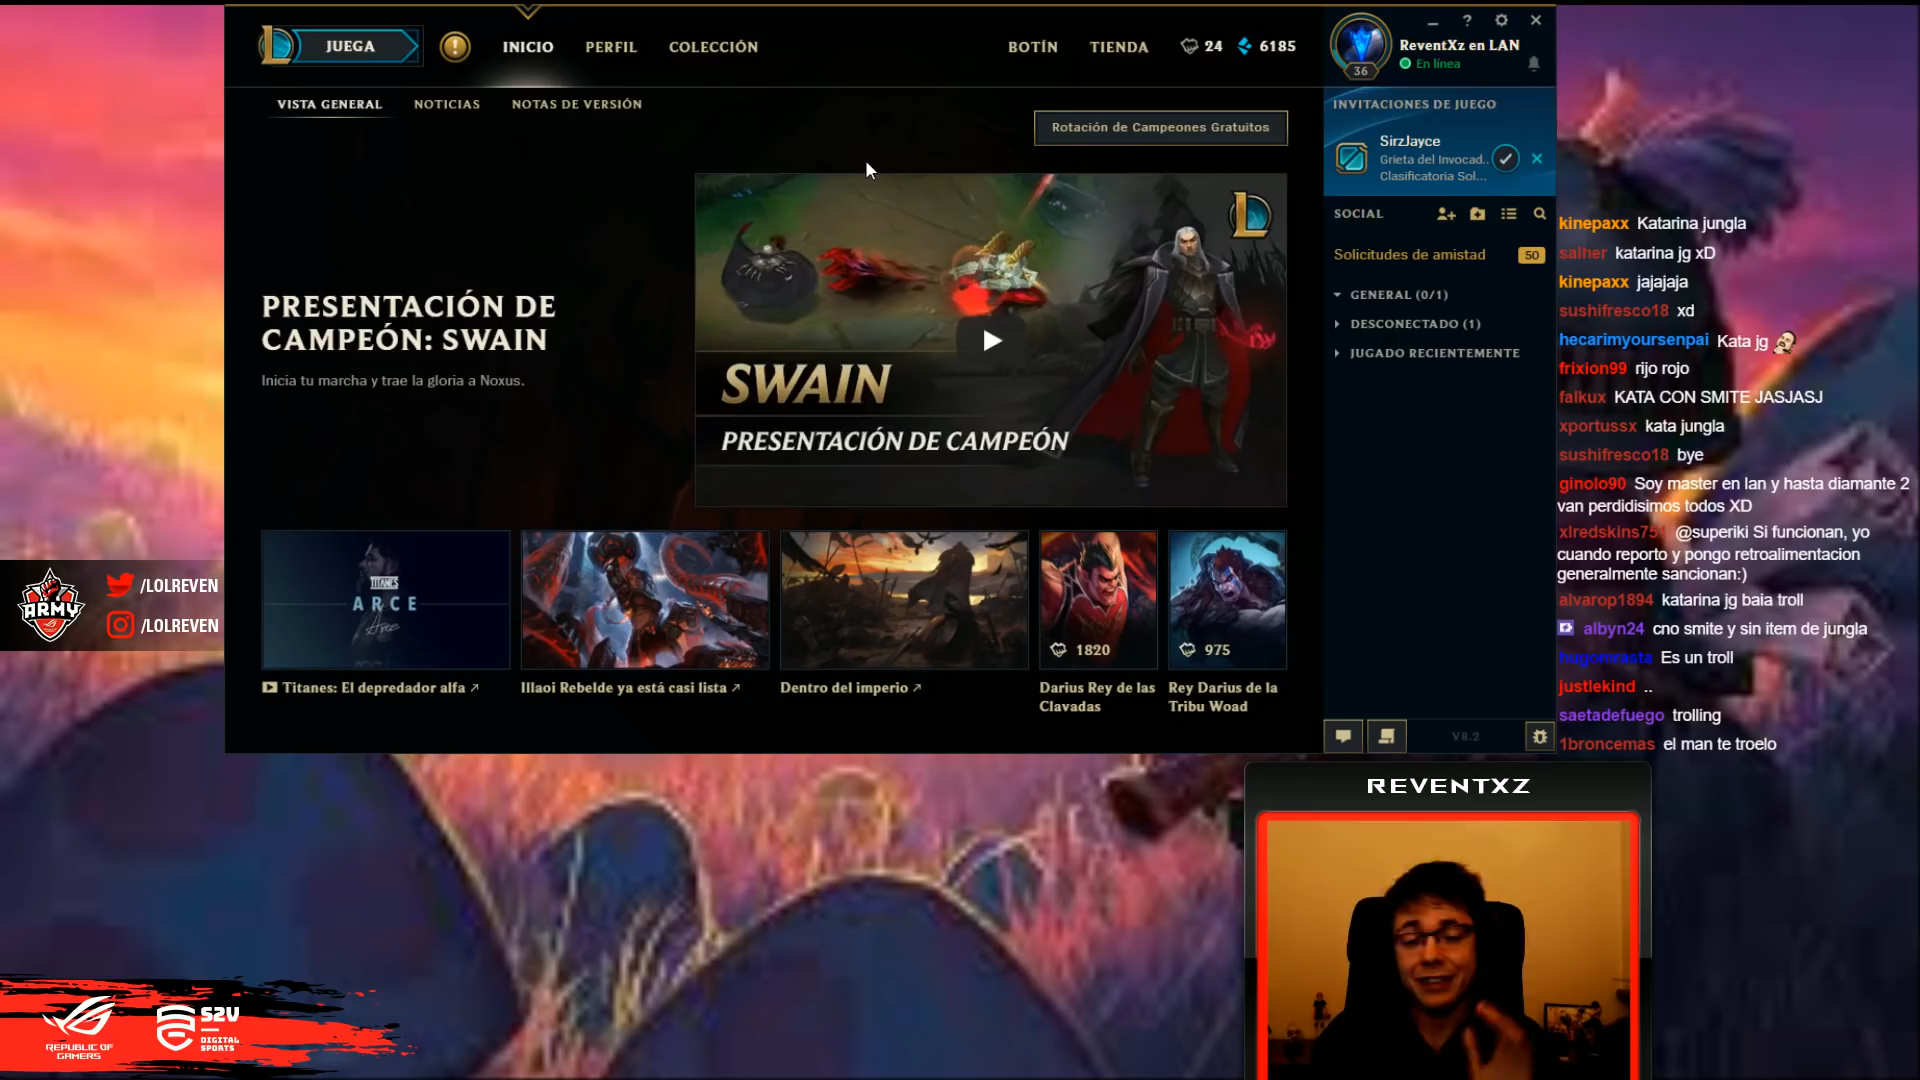 JUEGA
INICIO
PERFIL
COLECCIÓN
BOTÍN
TIENDA
24
6185
36
ReventXz en LAN
En línea
VISTA GENERAL
NOTICIAS
NOTAS DE VERSIÓN
Rotación de Campeones Gratuitos
PRESENTACIÓN DE
CAMPEÓN: SWAIN
Inicia tu marcha y trae la gloria a Noxus.
SWAIN
PRESENTACIÓN DE CAMPEÓN
TITANES
ARCE
1820
975
Titanes: El depredador alfa
Illaoi Rebelde ya está casi lista
Dentro del imperio
Darius Rey de las
Clavadas
Rey Darius de la
Tribu Woad
INVITACIONES DE JUEGO
SirzJayce
Grieta del Invocad..
Clasificatoria Sol...
SOCIAL
Solicitudes de amistad
50
GENERAL (0/1)
DESCONECTADO (1)
JUGADO RECIENTEMENTE
V8.2
kinepaxx Katarina jungla
salher katarina jg xD
kinepaxx jajajaja
sushifresco18 xd
hecarimyoursenpai Kata jg
frixion99 rijo rojo
falkux KATA CON SMITE JASJASJ
xportussx kata jungla
sushifresco18 bye
ginolo90 Soy master en lan y hasta diamante 2
van perdidisimos todos XD
xlredskins751 @superiki Si funcionan, yo
cuando reporto y pongo retroalimentacion
generalmente sancionan:)
alvarop1894 katarina jg baia troll
albyn24 cno smite y sin item de jungla
hugomrasta Es un troll
justlekind ..
saetadefuego trolling
1broncemas el man te troelo
ARMY
/LOLREVEN
/LOLREVEN
REVENTXZ
REPUBLIC OF
GAMERS
S2V
DIGITAL
SPORTS